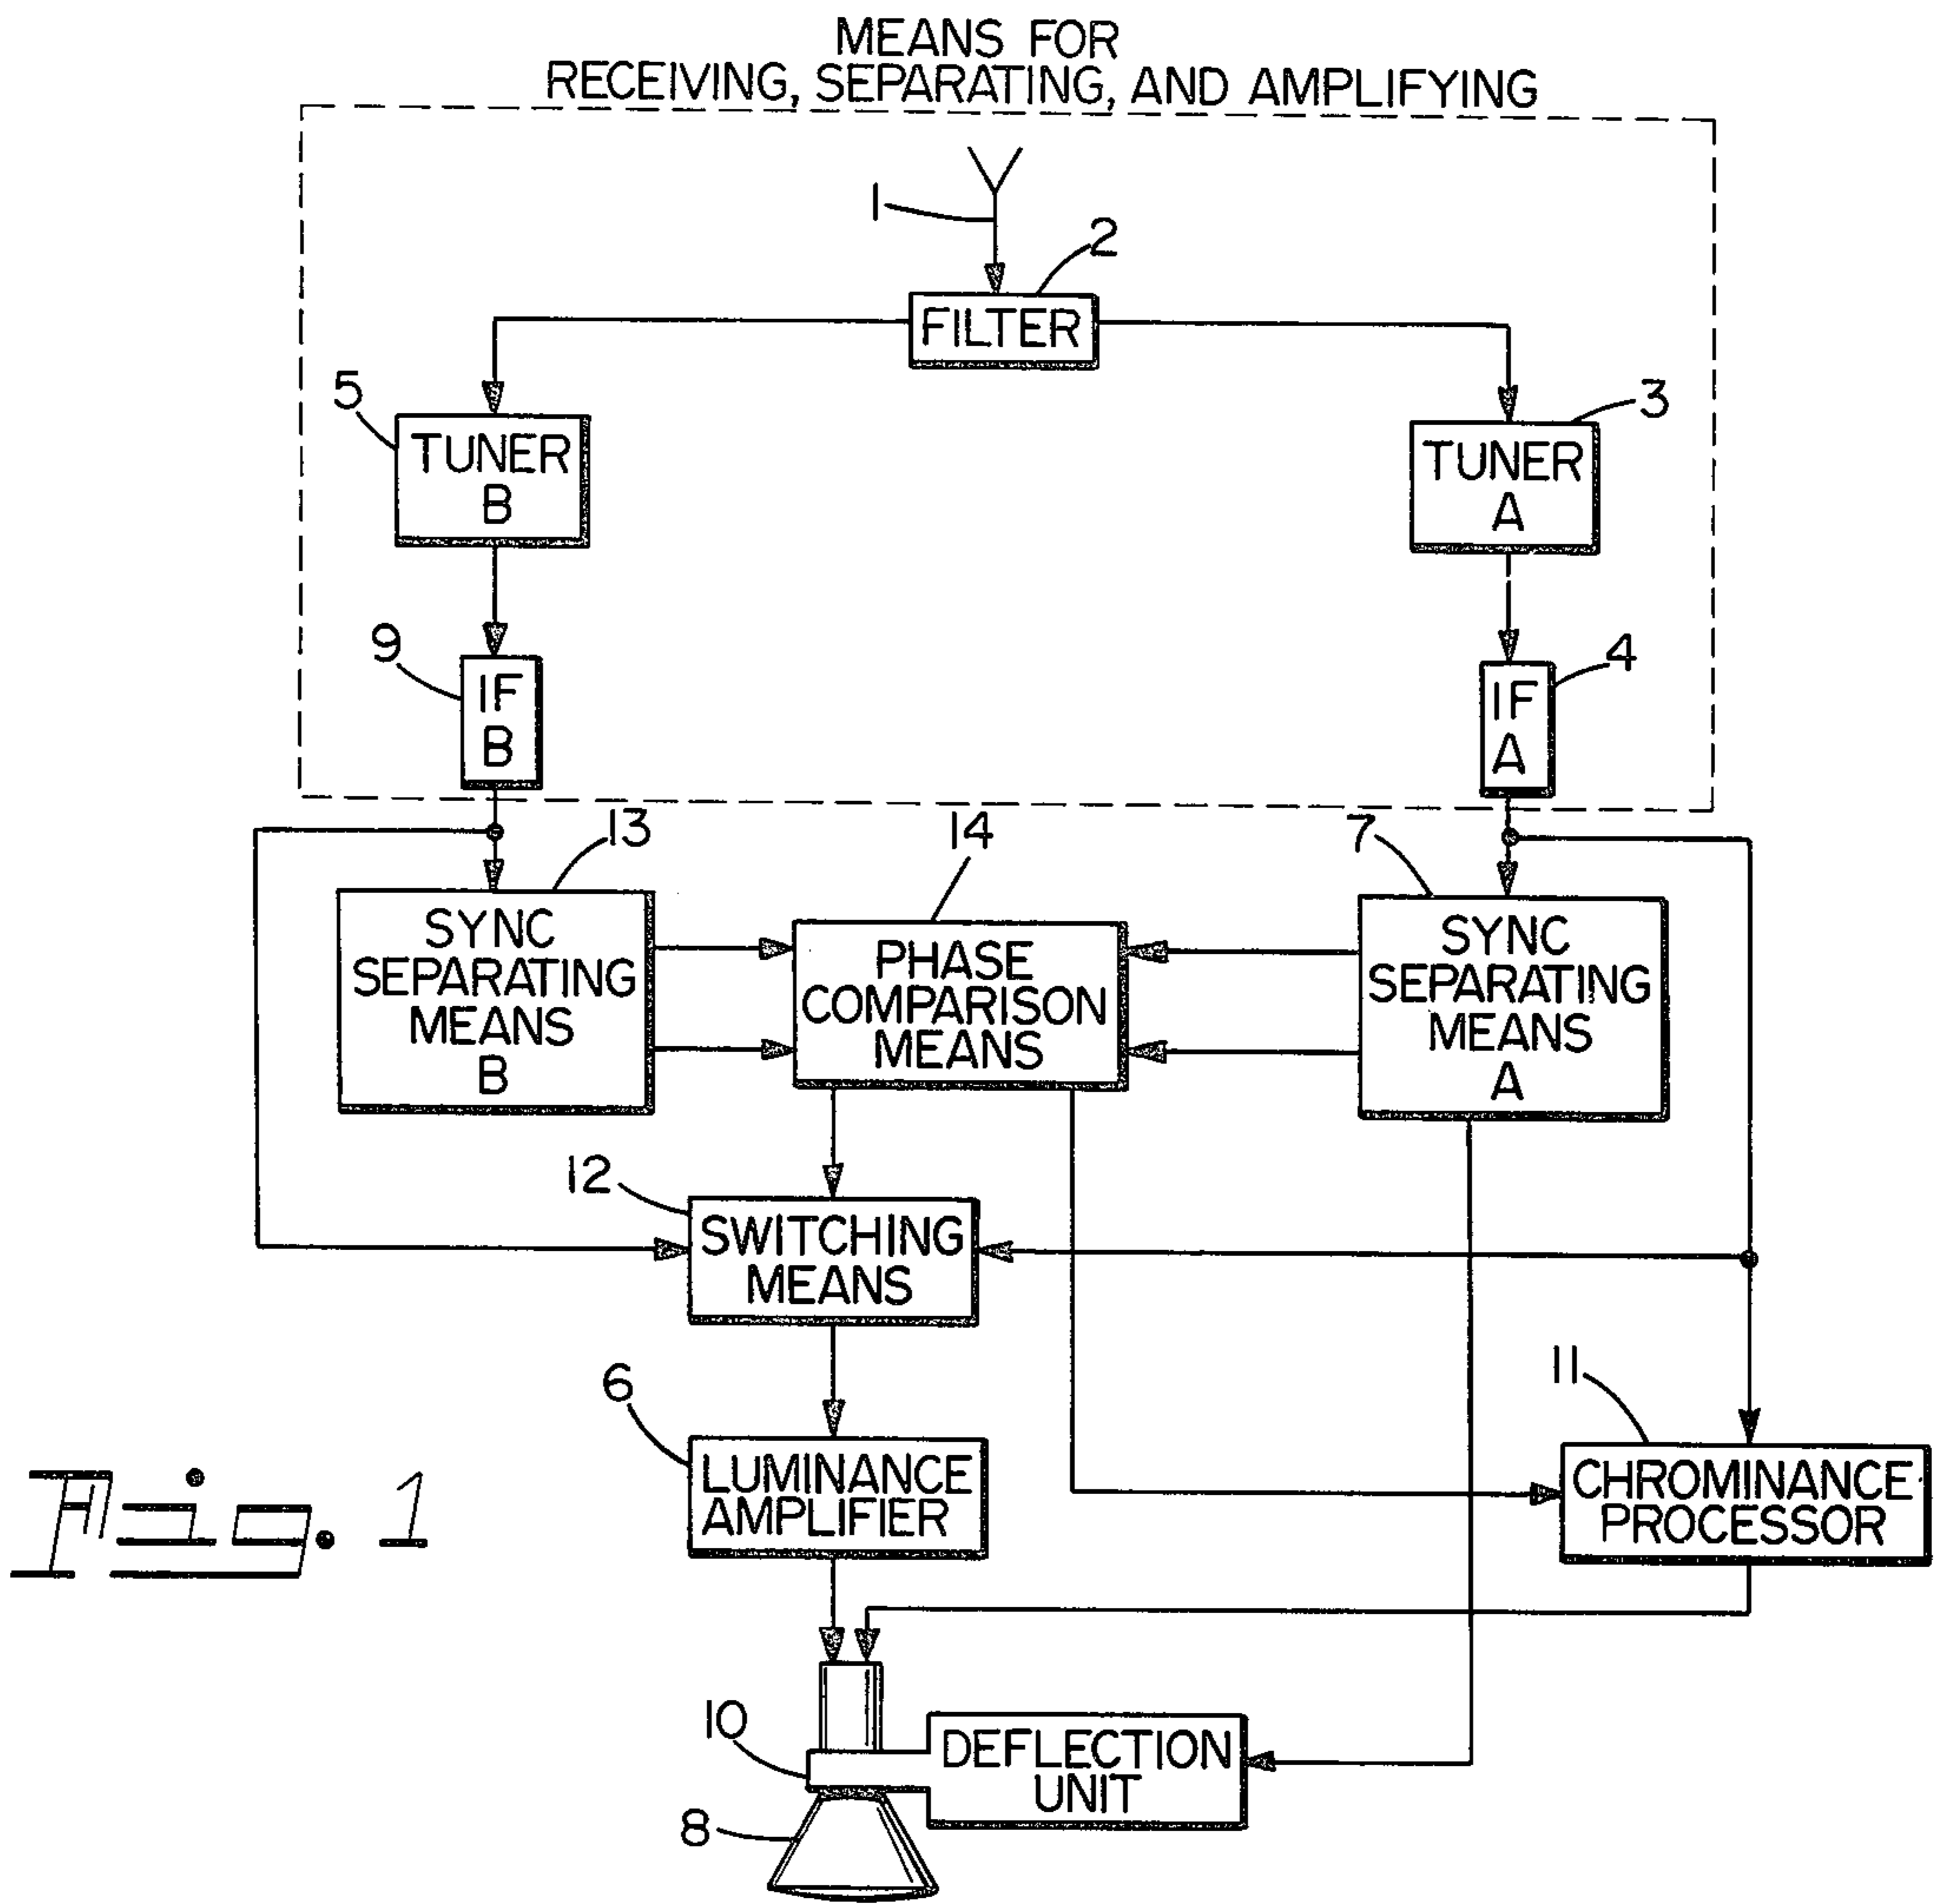 MEANS FOR
RECEIVING, SEPARATING, AND AMPLIFYING
1
2
FILTER
5
3
TUNER
B
TUNER
A
9
4
IF
B
IF
A
13
14
7
SYNC
SEPARATING
MEANS
B
PHASE
COMPARISON
MEANS
SYNC
SEPARATING
MEANS
A
12
SWITCHING
MEANS
6
11
LUMINANCE
AMPLIFIER
CHROMINANCE
PROCESSOR
Fig. 1
10
DEFLECTION
UNIT
8